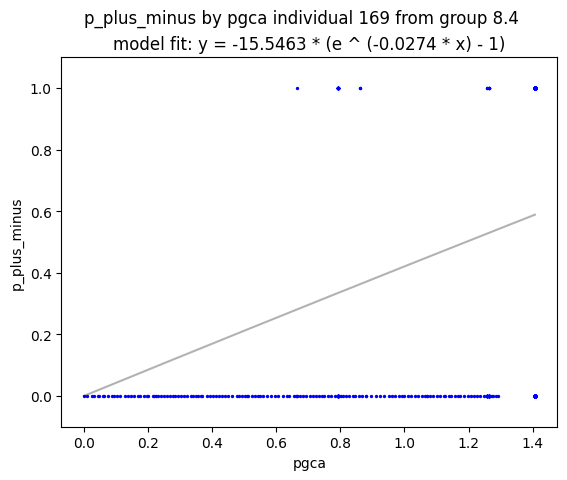 p_plus_minus by pgca individual 169 from group 8.4
model fit: y = -15.5463 * (e ^ (-0.0274 * x) - 1)
1.0
0.8
0.6
0.4
0.2
0.0
p_plus_minus
0.0 0.2 0.4 0.6 0.8 1.0 1.2 1.4
pgca